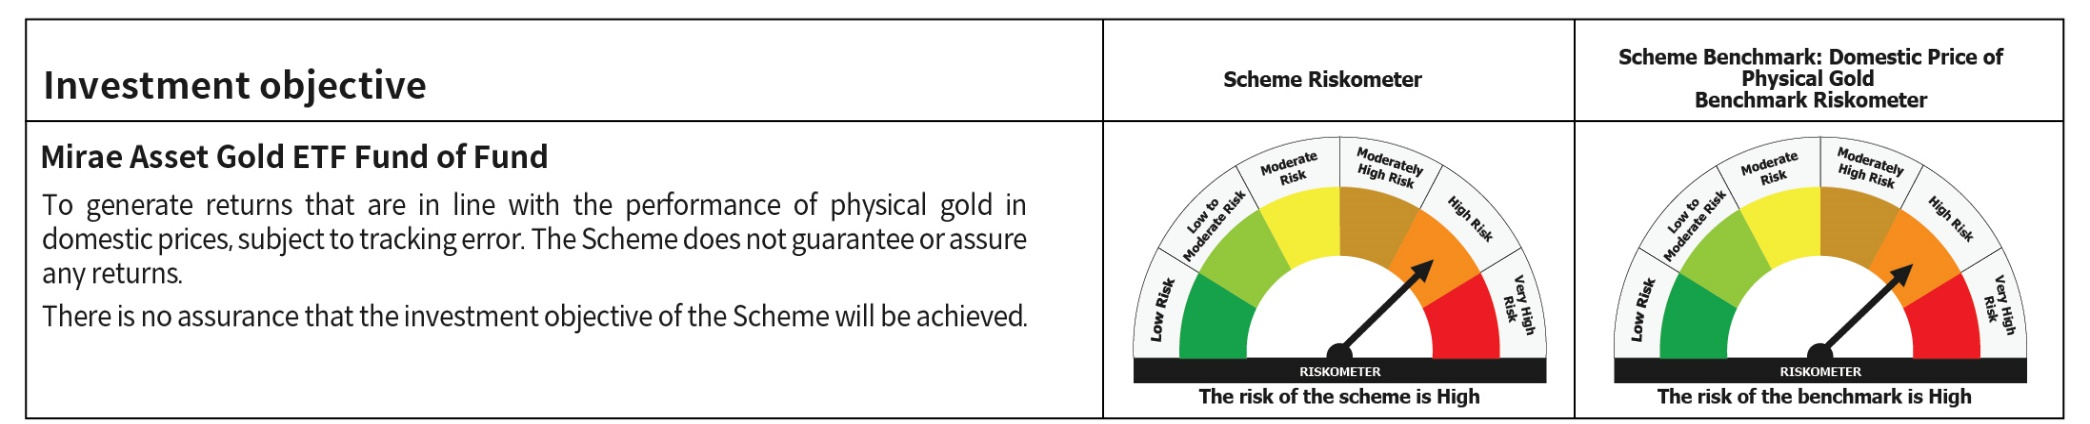 Investment objective
Scheme Riskometer
Scheme Benchmark: Domestic Price of
Physical Gold
Benchmark Riskometer
Mirae Asset Gold ETF Fund of Fund
To generate returns that are in line with the performance of physical gold in
domestic prices, subject to tracking error. The Scheme does not guarantee or assure
any returns.
There is no assurance that the investment objective of the Scheme will be achieved.
Low Risk
Low to
Moderate Risk
Moderate
Risk
Moderately
High Risk
High Risk
Very High
Risk
RISKOMETER
The risk of the scheme is High
Low Risk
Low to
Moderate Risk
Moderate
Risk
Moderately
High Risk
High Risk
Very High
Risk
RISKOMETER
The risk of the benchmark is High